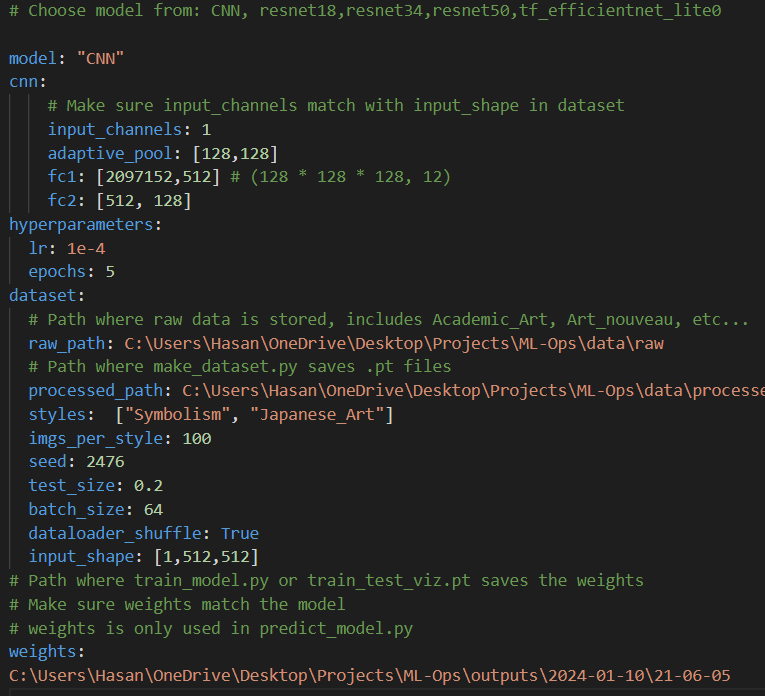 # Choose model from: CNN, resnet18,resnet34,resnet50,tf_efficientnet_lite0
model: "CNN"
cnn:
# Make sure input_channels match with input_shape in dataset
input_channels: 1
adaptive_pool: [128,128]
fc1: [2097152,512] # (128 * 128 * 128, 12)
fc2: [512, 128]
hyperparameters:
lr: 1e-4
epochs: 5
dataset:
# Path where raw data is stored, includes Academic_Art, Art_nouveau, etc...
raw_path: C:\Users\Hasan\OneDrive\Desktop\Projects\ML-Ops\data\raw
# Path where make_dataset.py saves .pt files
processed_path: C:\Users\Hasan\OneDrive\Desktop\Projects\ML-Ops\data\processe
styles:  ["Symbolism", "Japanese_Art"]
imgs_per_style: 100
seed: 2476
test_size: 0.2
batch_size: 64
dataloader_shuffle: True
input_shape: [1,512,512]
# Path where train_model.py or train_test_viz.pt saves the weights
# Make sure weights match the model
# weights is only used in predict_model.py
weights:
C:\Users\Hasan\OneDrive\Desktop\Projects\ML-Ops\outputs\2024-01-10\21-06-05